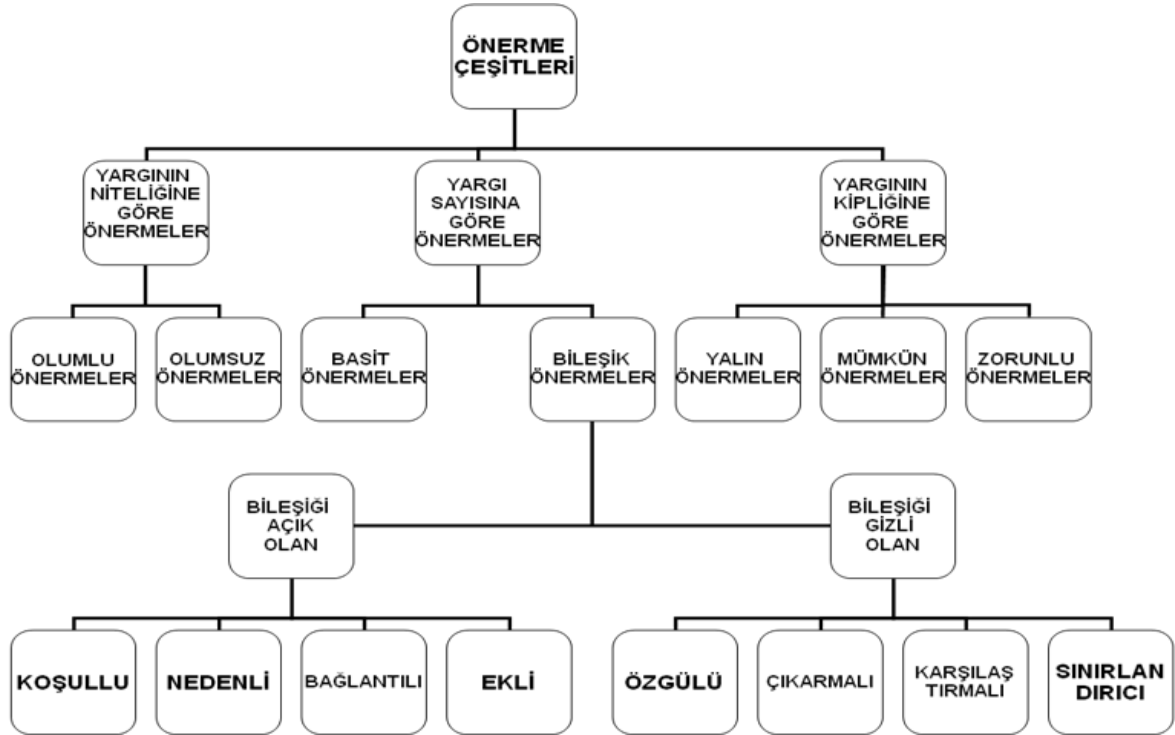 ÖNERME
ÇEŞİTLERİ
YARGININ
NİTELİĞİNE
GÖRE
ÖNERMELER
YARGI
SAYISINA
GÖRE
ÖNERMELER
YARGININ
KİPLİĞİNE
GÖRE
ÖNERMELER
OLUMLU
ÖNERMELER
OLUMSUZ
ÖNERMELER
BASİT
ÖNERMELER
BİLEŞİK
ÖNERMELER
YALIN
ÖNERMELER
MÜMKÜN
ÖNERMELER
ZORUNLU
ÖNERMELER
BİLEŞİĞİ
AÇIK
OLAN
BİLEŞİĞİ
GİZLİ
OLAN
KOŞULLU
NEDENLİ
BAĞLANTILI
EKLİ
ÖZGÜLÜ
ÇIKARMALI
KARŞILAŞ
TIRMALI
SINIRLAN
DIRICI